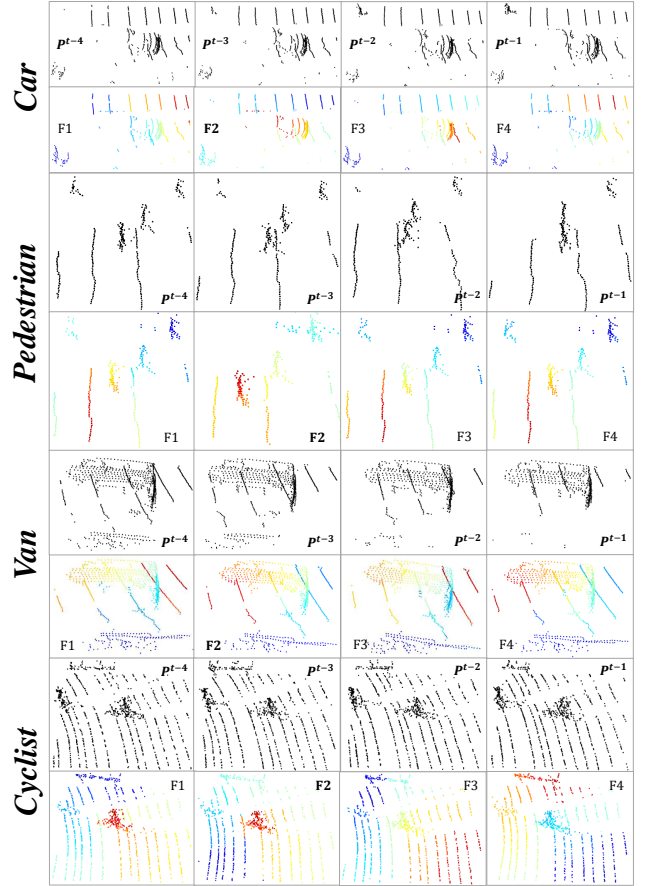 Car
P^{t-4} P^{t-3} P^{t-2} P^{t-1}
F1 F2 F3 F4
Pedestrian
P^{t-4} P^{t-3} P^{t-2} P^{t-1}
F1 F2 F3 F4
Van
P^{t-4} P^{t-3} P^{t-2} P^{t-1}
F1 F2 F3 F4
Cyclist
P^{t-4} P^{t-3} P^{t-2} P^{t-1}
F1 F2 F3 F4